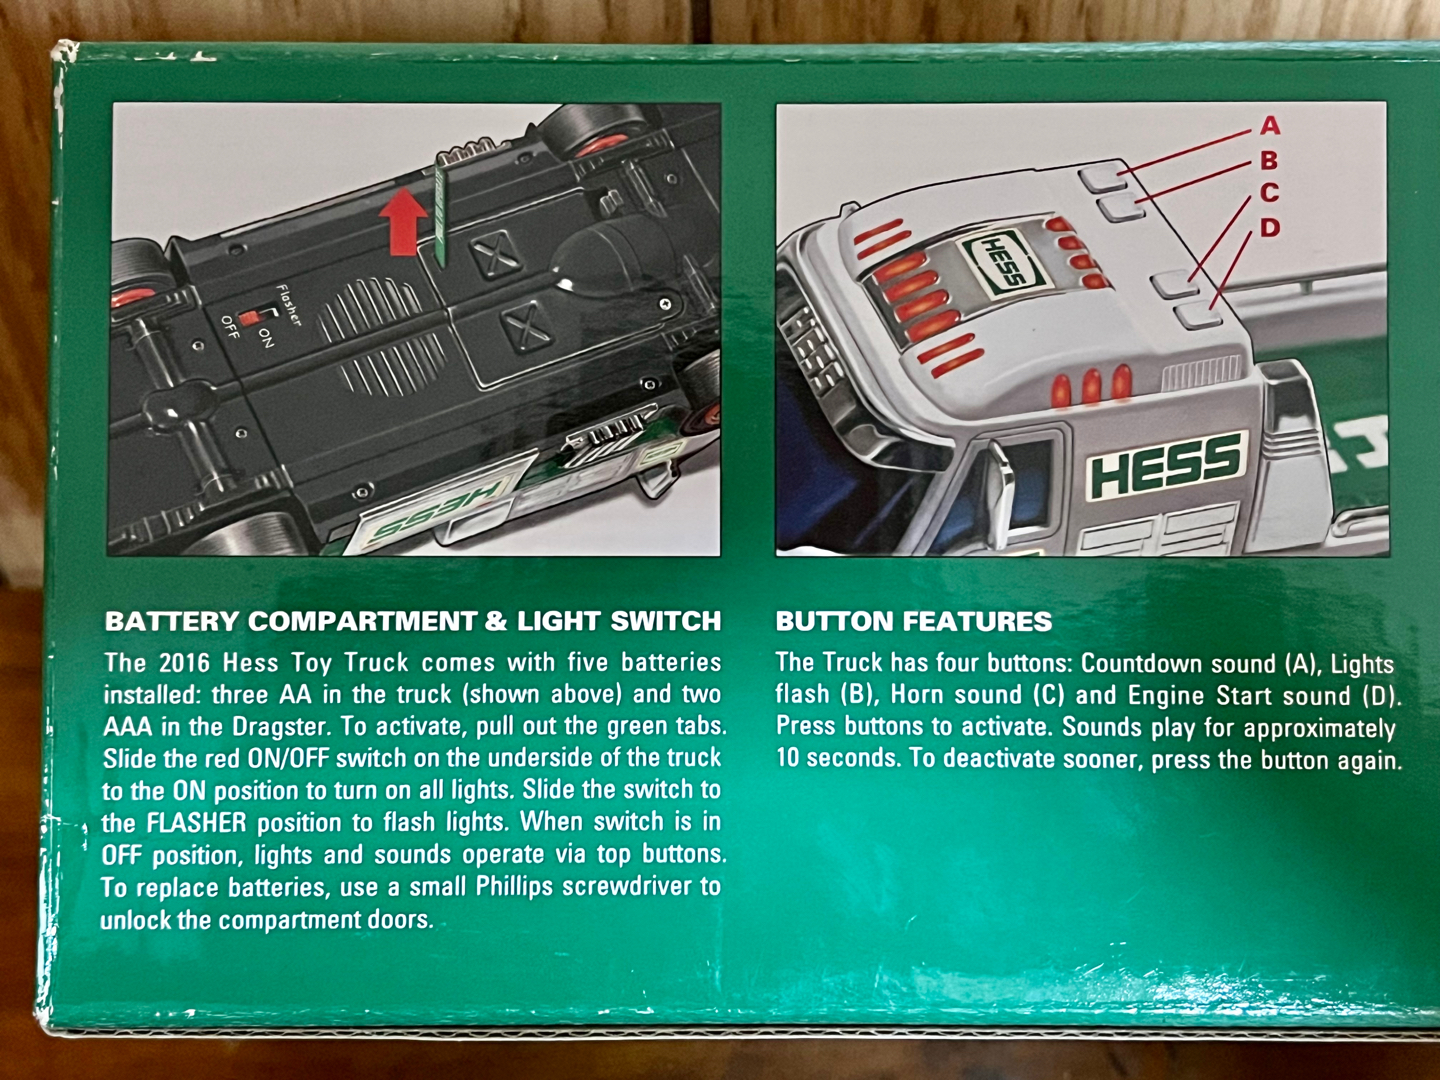 A
B
C
D
Flasher
OFF
ON
HESS
HESS
HESS
BATTERY COMPARTMENT & LIGHT SWITCH
The 2016 Hess Toy Truck comes with five batteries
installed: three AA in the truck (shown above) and two
AAA in the Dragster. To activate, pull out the green tabs.
Slide the red ON/OFF switch on the underside of the truck
to the ON position to turn on all lights. Slide the switch to
the FLASHER position to flash lights. When switch is in
OFF position, lights and sounds operate via top buttons.
To replace batteries, use a small Phillips screwdriver to
unlock the compartment doors.
BUTTON FEATURES
The Truck has four buttons: Countdown sound (A), Lights
flash (B), Horn sound (C) and Engine Start sound (D).
Press buttons to activate. Sounds play for approximately
10 seconds. To deactivate sooner, press the button again.